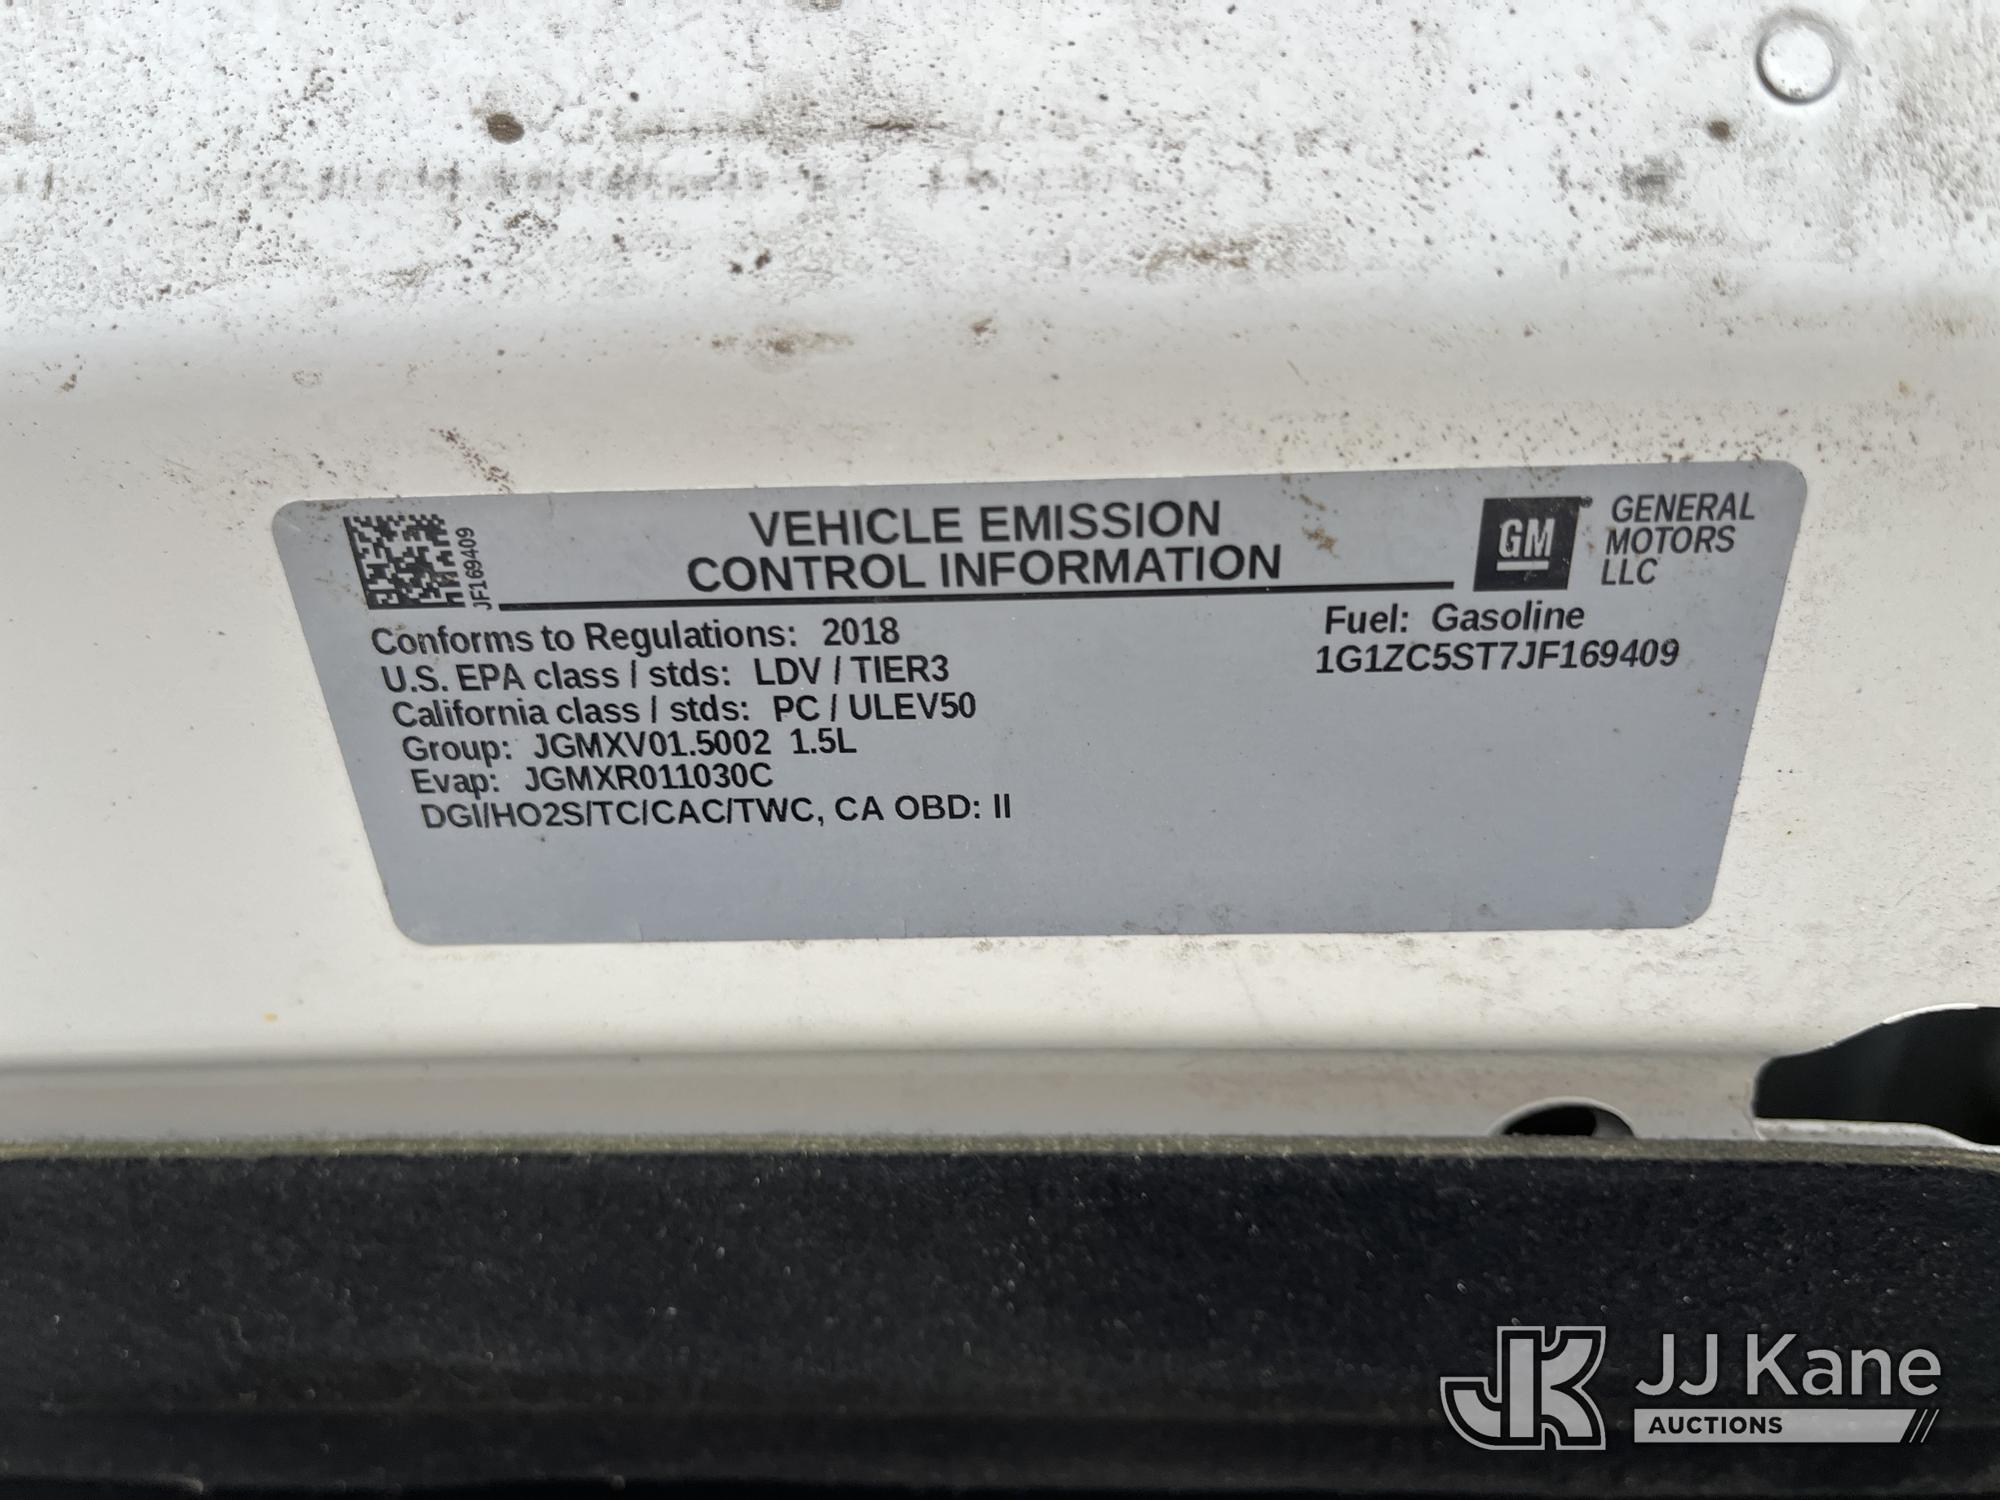 JF169409
VEHICLE EMISSION
CONTROL INFORMATION
GM
GENERAL
MOTORS
LLC
Conforms to Regulations: 2018
U.S. EPA class / stds: LDV / TIER3
California class / stds: PC / ULEV50
Group: JGMXV01.5002 1.5L
Evap: JGMXR011030C
DGI/HO2S/TC/CAC/TWC, CA OBD: II
Fuel: Gasoline
1G1ZC5ST7JF169409
JK
JJ Kane
AUCTIONS